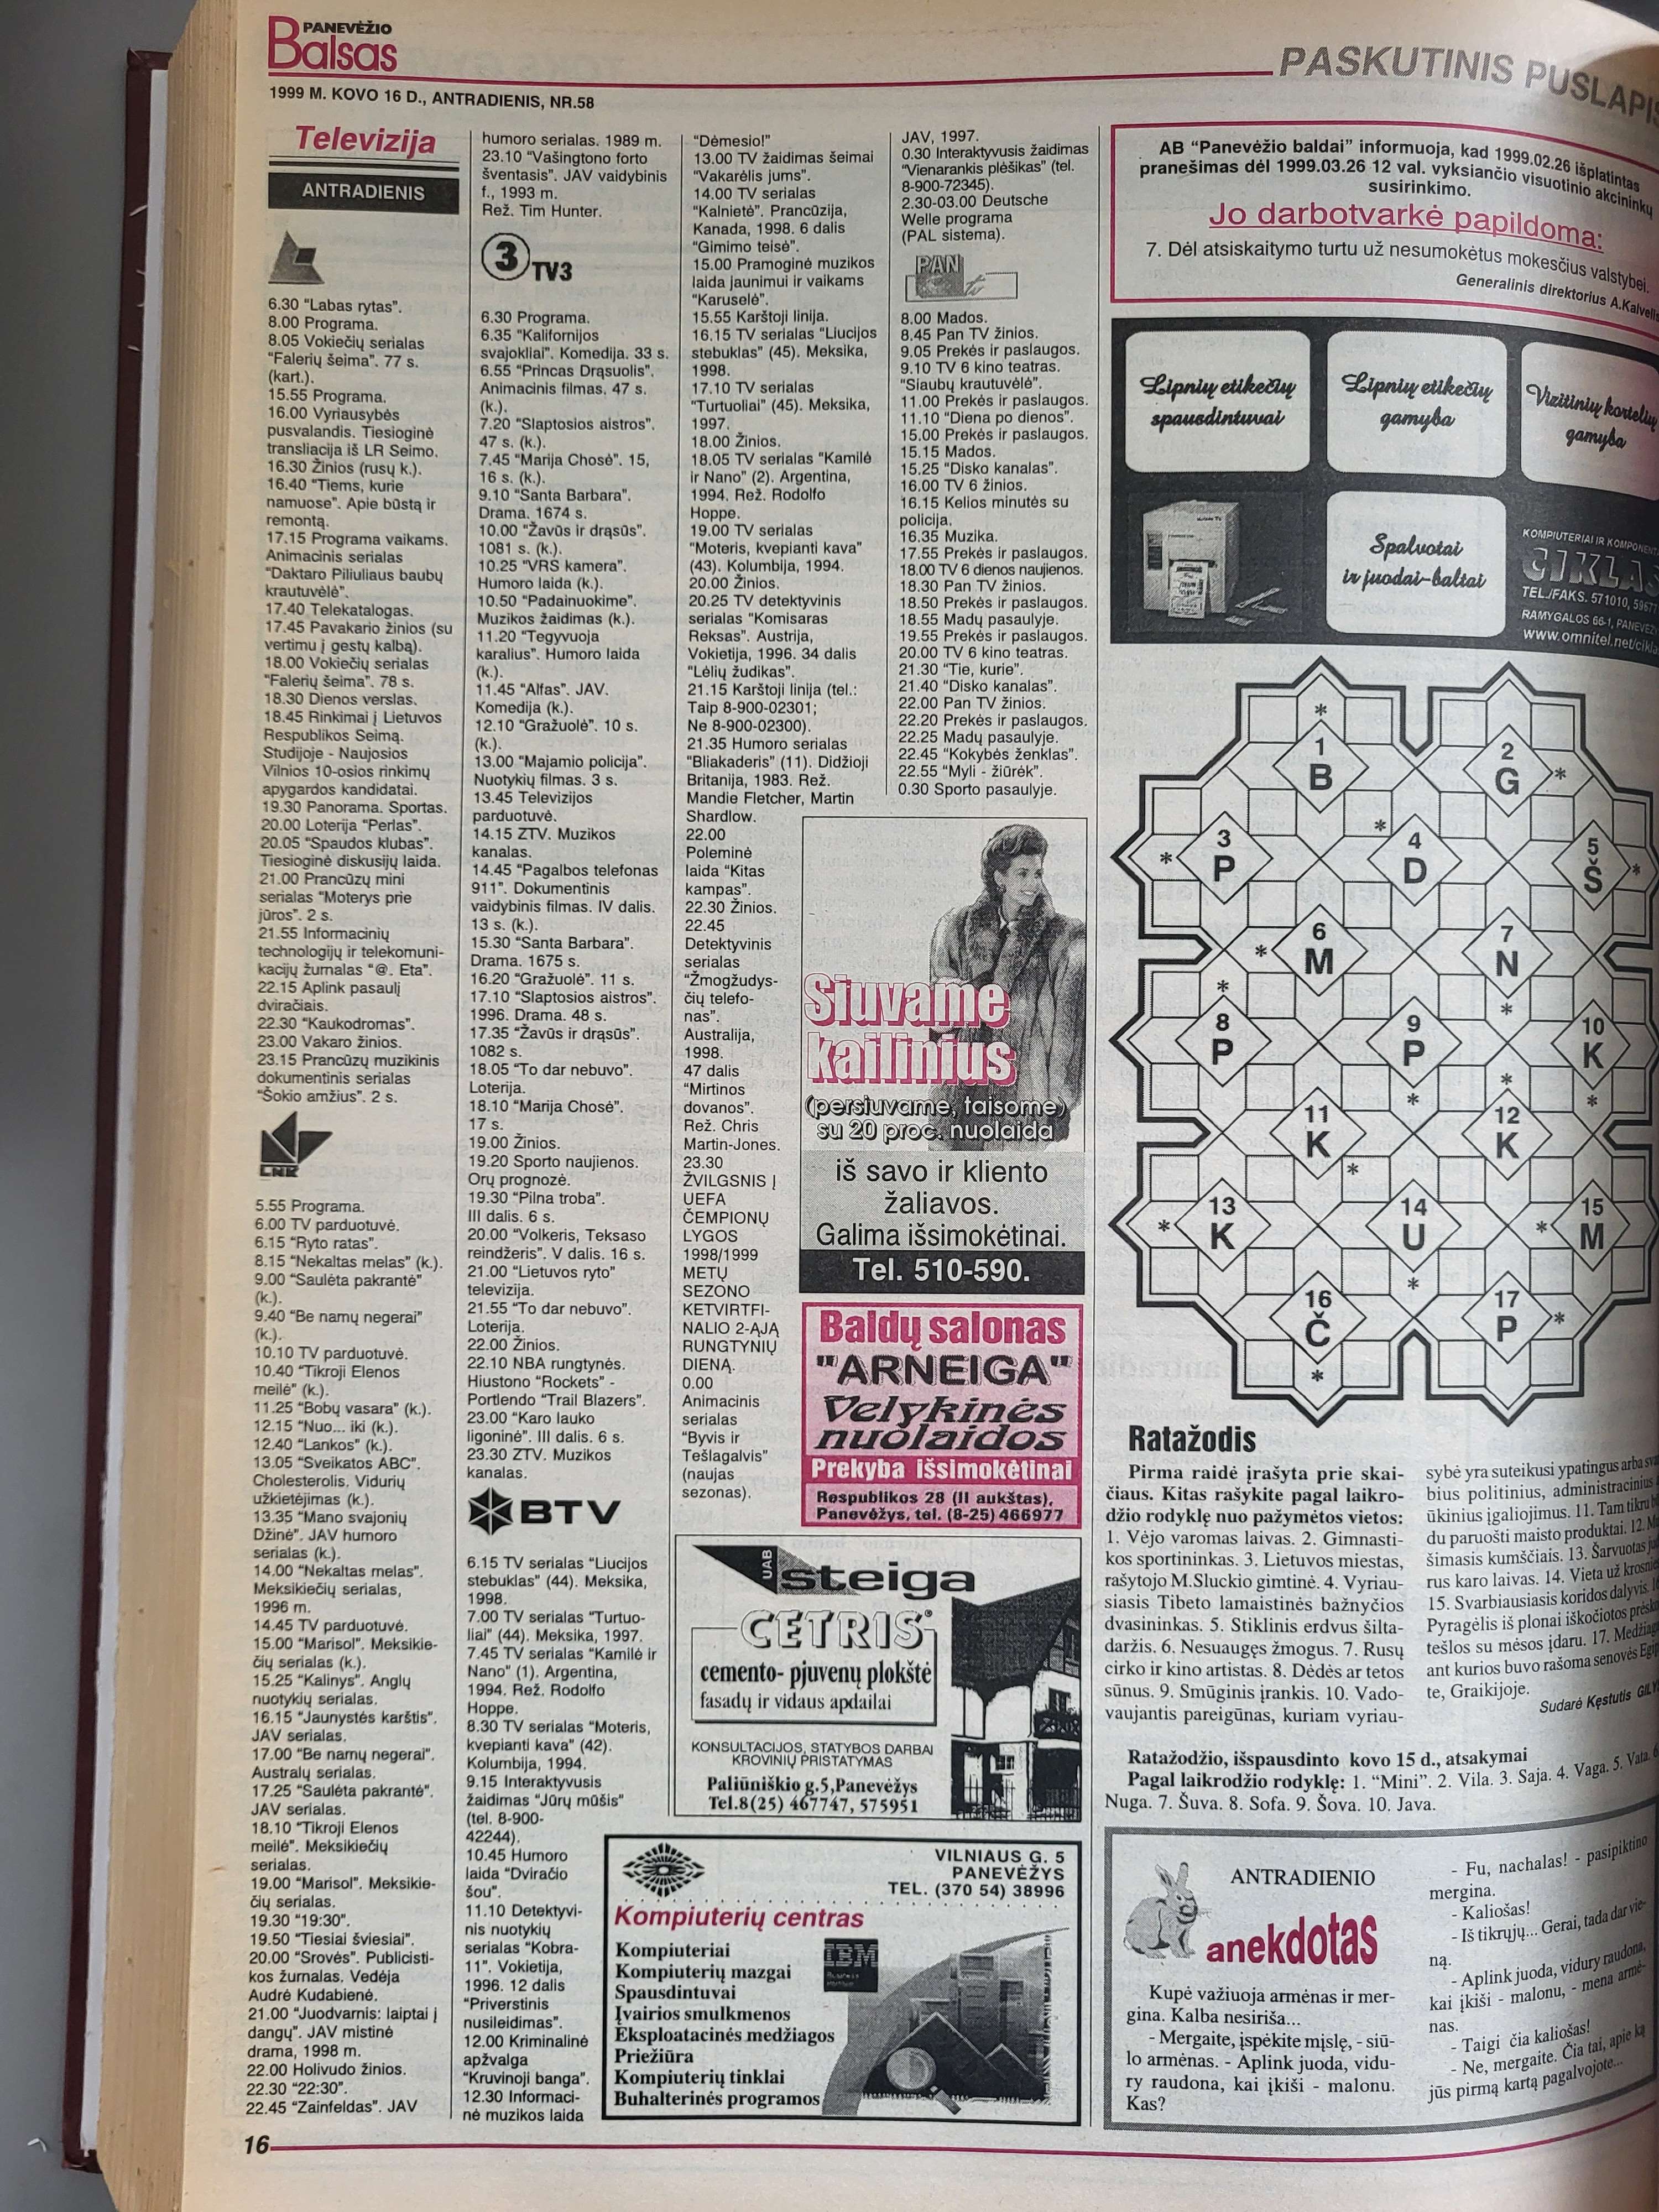 PANEVĖŽIO
Balsas
PASKUTINIS PUSLAPIS
1999 M. KOVO 16 D., ANTRADIENIS, NR.58
Televizija
ANTRADIENIS
6.30 “Labas rytas”.
8.00 Programa.
8.05 Vokiečių serialas
“Falerių šeima”. 77 s.
(kart.).
15.55 Programa.
16.00 Vyriausybės
pusvalandis. Tiesioginė
transliacija iš LR Seimo.
16.30 Žinios (rusų k.).
16.40 “Tiems, kurie
namuose”. Apie būstą ir
remontą.
17.15 Programa vaikams.
Animacinis serialas
“Daktaro Piliuliaus baubų
krautuvėlė”.
17.40 Telekatalogas.
17.45 Pavakario žinios (su
vertimu į gestų kalbą).
18.00 Vokiečių serialas
“Falerių šeima”. 78 s.
18.30 Dienos verslas.
18.45 Rinkimai į Lietuvos
Respublikos Seimą.
Studijoje - Naujosios
Vilnios 10-osios rinkimų
apygardos kandidatai.
19.30 Panorama. Sportas.
20.00 Loterija “Perlas”.
20.05 “Spaudos klubas”.
Tiesioginė diskusijų laida.
21.00 Prancūzų mini
serialas “Moterys prie
jūros”. 2 s.
21.55 Informacinių
technologijų ir telekomuni-
kacijų žurnalas “@. Eta”.
22.15 Aplink pasaulį
dviračiais.
22.30 “Kaukodromas”.
23.00 Vakaro žinios.
23.15 Prancūzų muzikinis
dokumentinis serialas
“Šokio amžius”. 2 s.
LNK
5.55 Programa.
6.00 TV parduotuvė.
6.15 “Ryto ratas”.
8.15 “Nekaltas melas” (k.).
9.00 “Saulėta pakrantė”
(k.).
9.40 “Be namų negerai”
(k.).
10.10 TV parduotuvė.
10.40 “Tikroji Elenos
meilė” (k.).
11.25 “Bobų vasara” (k.).
12.15 “Nuo... iki (k.).
12.40 “Lankos” (k.).
13.05 “Sveikatos ABC”.
Cholesterolis. Vidurių
užkietėjimas (k.).
13.35 “Mano svajonių
Džinė”. JAV humoro
serialas (k.).
14.00 “Nekaltas melas”.
Meksikiečių serialas,
1996 m.
14.45 TV parduotuvė.
15.00 “Marisol”. Meksikie-
čių serialas (k.).
15.25 “Kalinys”. Anglų
nuotykių serialas.
16.15 “Jaunystės karštis”.
JAV serialas.
17.00 “Be namų negerai”.
Australų serialas.
17.25 “Saulėta pakrantė”.
JAV serialas.
18.10 “Tikroji Elenos
meilė”. Meksikiečių
serialas.
19.00 “Marisol”. Meksikie-
čių serialas.
19.30 “19:30”.
19.50 “Tiesiai šviesiai”.
20.00 “Srovės”. Publicisti-
kos žurnalas. Vedėja
Audrė Kudabienė.
21.00 “Juodvarnis: laiptai į
dangų”. JAV mistinė
drama, 1998 m.
22.00 Holivudo žinios.
22.30 “22:30”.
22.45 “Zainfeldas”. JAV
humoro serialas. 1989 m.
23.10 “Vašingtono forto
šventasis”. JAV vaidybinis
f., 1993 m.
Rež. Tim Hunter.
3 TV3
6.30 Programa.
6.35 “Kalifornijos
svajokliai”. Komedija. 33 s.
6.55 “Princas Drąsuolis”.
Animacinis filmas. 47 s.
(k.).
7.20 “Slaptosios aistros”.
47 s. (k.).
7.45 “Marija Chosė”. 15,
16 s. (k.).
9.10 “Santa Barbara”.
Drama. 1674 s.
10.00 “Žavūs ir drąsūs”.
1081 s. (k.).
10.25 “VRS kamera”.
Humoro laida (k.).
10.50 “Padainuokime”.
Muzikos žaidimas (k.).
11.20 “Tegyvuoja
karalius”. Humoro laida
(k.).
11.45 “Alfas”. JAV.
Komedija (k.).
12.10 “Gražuolė”. 10 s.
(k.).
13.00 “Majamio policija”.
Nuotykių filmas. 3 s.
13.45 Televizijos
parduotuvė.
14.15 ZTV. Muzikos
kanalas.
14.45 “Pagalbos telefonas
911”. Dokumentinis
vaidybinis filmas. IV dalis.
13 s. (k.).
15.30 “Santa Barbara”.
Drama. 1675 s.
16.20 “Gražuolė”. 11 s.
17.10 “Slaptosios aistros”.
1996. Drama. 48 s.
17.35 “Žavūs ir drąsūs”.
1082 s.
18.05 “To dar nebuvo”.
Loterija.
18.10 “Marija Chosė”.
17 s.
19.00 Žinios.
19.20 Sporto naujienos.
Orų prognozė.
19.30 “Pilna troba”.
III dalis. 6 s.
20.00 “Volkeris, Teksaso
reindžeris”. V dalis. 16 s.
21.00 “Lietuvos ryto”
televizija.
21.55 “To dar nebuvo”.
Loterija.
22.00 Žinios.
22.10 NBA rungtynės.
Hiustono “Rockets” -
Portlendo “Trail Blazers”.
23.00 “Karo lauko
ligoninė”. III dalis. 6 s.
23.30 ZTV. Muzikos
kanalas.
BTV
6.15 TV serialas “Liucijos
stebuklas” (44). Meksika,
1998.
7.00 TV serialas “Turtuo-
liai” (44). Meksika, 1997.
7.45 TV serialas “Kamilė ir
Nano” (1). Argentina,
1994. Rež. Rodolfo
Hoppe.
8.30 TV serialas “Moteris,
kvepianti kava” (42).
Kolumbija, 1994.
9.15 Interaktyvusis
žaidimas “Jūrų mūšis”
(tel. 8-900-
42244).
10.45 Humoro
laida “Dviračio
šou”.
11.10 Detektyvi-
nis nuotykių
serialas “Kobra-
11”. Vokietija,
1996. 12 dalis
“Priverstinis
nusileidimas”.
12.00 Kriminalinė
apžvalga
“Kruvinoji banga”.
12.30 Informaci-
nė muzikos laida
“Dėmesio!”
13.00 TV žaidimas šeimai
“Vakarėlis jums”.
14.00 TV serialas
“Kalnietė”. Prancūzija,
Kanada, 1998. 6 dalis
“Gimimo teisė”.
15.00 Pramoginė muzikos
laida jaunimui ir vaikams
“Karuselė”.
15.55 Karštoji linija.
16.15 TV serialas “Liucijos
stebuklas” (45). Meksika,
1998.
17.10 TV serialas
“Turtuoliai” (45). Meksika,
1997.
18.00 Žinios.
18.05 TV serialas “Kamilė
ir Nano” (2). Argentina,
1994. Rež. Rodolfo
Hoppe.
19.00 TV serialas
“Moteris, kvepianti kava”
(43). Kolumbija, 1994.
20.00 Žinios.
20.25 TV detektyvinis
serialas “Komisaras
Reksas”. Austrija,
Vokietija, 1996. 34 dalis
“Lėlių žudikas”.
21.15 Karštoji linija (tel.:
Taip 8-900-02301;
Ne 8-900-02300).
21.35 Humoro serialas
“Bliakaderis” (11). Didžioji
Britanija, 1983. Rež.
Mandie Fletcher, Martin
Shardlow.
22.00
Poleminė
laida “Kitas
kampas”.
22.30 Žinios.
22.45
Detektyvinis
serialas
“Žmogžudys-
čių telefo-
nas”.
Australija,
1998.
47 dalis
“Mirtinos
dovanos”.
Rež. Chris
Martin-Jones.
23.30
ŽVILGSNIS Į
UEFA
ČEMPIONŲ
LYGOS
1998/1999
METŲ
SEZONO
KETVIRTFI-
NALIO 2-ĄJĄ
RUNGTYNIŲ
DIENĄ.
0.00
Animacinis
serialas
“Byvis ir
Tešlagalvis”
(naujas
sezonas).
JAV, 1997.
0.30 Interaktyvusis žaidimas
“Vienarankis plėšikas” (tel.
8-900-72345).
2.30-03.00 Deutsche
Welle programa
(PAL sistema).
PAN tv
8.00 Mados.
8.45 Pan TV žinios.
9.05 Prekės ir paslaugos.
9.10 TV 6 kino teatras.
“Siaubų krautuvėlė”.
11.00 Prekės ir paslaugos.
11.10 “Diena po dienos”.
15.00 Prekės ir paslaugos.
15.15 Mados.
15.25 “Disko kanalas”.
16.00 TV 6 žinios.
16.15 Kelios minutės su
policija.
16.35 Muzika.
17.55 Prekės ir paslaugos.
18.00 TV 6 dienos naujienos.
18.30 Pan TV žinios.
18.50 Prekės ir paslaugos.
18.55 Madų pasaulyje.
19.55 Prekės ir paslaugos.
20.00 TV 6 kino teatras.
21.30 “Tie, kurie”.
21.40 “Disko kanalas”.
22.00 Pan TV žinios.
22.20 Prekės ir paslaugos.
22.25 Madų pasaulyje.
22.45 “Kokybės ženklas”.
22.55 “Myli - žiūrėk”.
0.30 Sporto pasaulyje.
Siuvame
kailinius
(persiuvame, taisome)
su 20 proc. nuolaida
iš savo ir kliento
žaliavos.
Galima išsimokėtinai.
Tel. 510-590.
Baldų salonas
"ARNEIGA"
Velykinės
nuolaidos
Prekyba išsimokėtinai
Respublikos 28 (II aukštas),
Panevėžys, tel. (8-25) 466977
UAB steiga
CETRIS
cemento- pjuvenų plokštė
fasadų ir vidaus apdailai
KONSULTACIJOS, STATYBOS DARBAI
KROVINIŲ PRISTATYMAS
Paliūniškio g.5,Panevėžys
Tel.8(25) 467747, 575951
VILNIAUS G. 5
PANEVĖŽYS
TEL. (370 54) 38996
Kompiuterių centras
IBM
Kompiuteriai
Kompiuterių mazgai
Spausdintuvai
Įvairios smulkmenos
Eksploatacinės medžiagos
Priežiūra
Kompiuterių tinklai
Buhalterinės programos
AB “Panevėžio baldai” informuoja, kad 1999.02.26 išplatintas
pranešimas dėl 1999.03.26 12 val. vyksiančio visuotinio akcininkų
susirinkimo.
Jo darbotvarkė papildoma:
7. Dėl atsiskaitymo turtu už nesumokėtus mokesčius valstybei.
Generalinis direktorius A.Kalvelis
Lipnių etikečių
spausdintuvai
Lipnių etikečių
gamyba
Vizitinių kortelių
gamyba
Spalvotai
ir juodai-baltai
KOMPIUTERIAI IR KOMPONENTAI
CIKLAS
TEL./FAKS. 571010,
RAMYGALOS 66-1,
www.omnitel.net/
*
1 B
2 G *
3 P *
4 D *
5 Š *
6 M *
7 N *
8 P *
9 P *
10 K *
11 K *
12 K *
13 K *
14 U *
15 M *
16 Č *
17 P *
Ratažodis
Pirma raidė įrašyta prie skai-
čiaus. Kitas rašykite pagal laikro-
džio rodyklę nuo pažymėtos vietos:
1. Vėjo varomas laivas. 2. Gimnasti-
kos sportininkas. 3. Lietuvos miestas,
rašytojo M.Sluckio gimtinė. 4. Vyriau-
siasis Tibeto lamaistinės bažnyčios
dvasininkas. 5. Stiklinis erdvus šilta-
daržis. 6. Nesuaugęs žmogus. 7. Rusų
cirko ir kino artistas. 8. Dėdės ar tetos
sūnus. 9. Smūginis įrankis. 10. Vado-
vaujantis pareigūnas, kuriam vyriau-
sybė yra suteikusi ypatingus arba
bius politinius, administracinius
ūkinius įgaliojimus. 11. Tam tikru
du paruošti maisto produktai. 12.
šimasis kumščiais. 13. Šarvuotas
rus karo laivas. 14. Vieta už
15. Svarbiausiasis koridos dalyvis.
Pyragėlis iš plonai iškočiotos
tešlos su mėsos įdaru. 17.
ant kurios buvo rašoma senovės
te, Graikijoje.
Sudarė Kęstutis
Ratažodžio, išspausdinto kovo 15 d., atsakymai
Pagal laikrodžio rodyklę: 1. “Mini”. 2. Vila. 3. Saja. 4. Vaga. 5. Vata. 6.
Nuga. 7. Šuva. 8. Sofa. 9. Šova. 10. Java.
ANTRADIENIO
anekdotas
Kupė važiuoja armėnas ir mer-
gina. Kalba nesiriša...
- Mergaite, įspėkite mįslę, - siū-
lo armėnas. - Aplink juoda, vidu-
ry raudona, kai įkiši - malonu.
Kas?
- Fu, nachalas! - pasipiktino
mergina.
- Kaliošas!
- Iš tikrųjų... Gerai, tada dar vie-
ną.
- Aplink juoda, vidury raudona,
kai įkiši - malonu, - mena armė-
nas.
- Taigi čia kaliošas!
- Ne, mergaite. Čia tai, apie ką
jūs pirmą kartą pagalvojote...
16